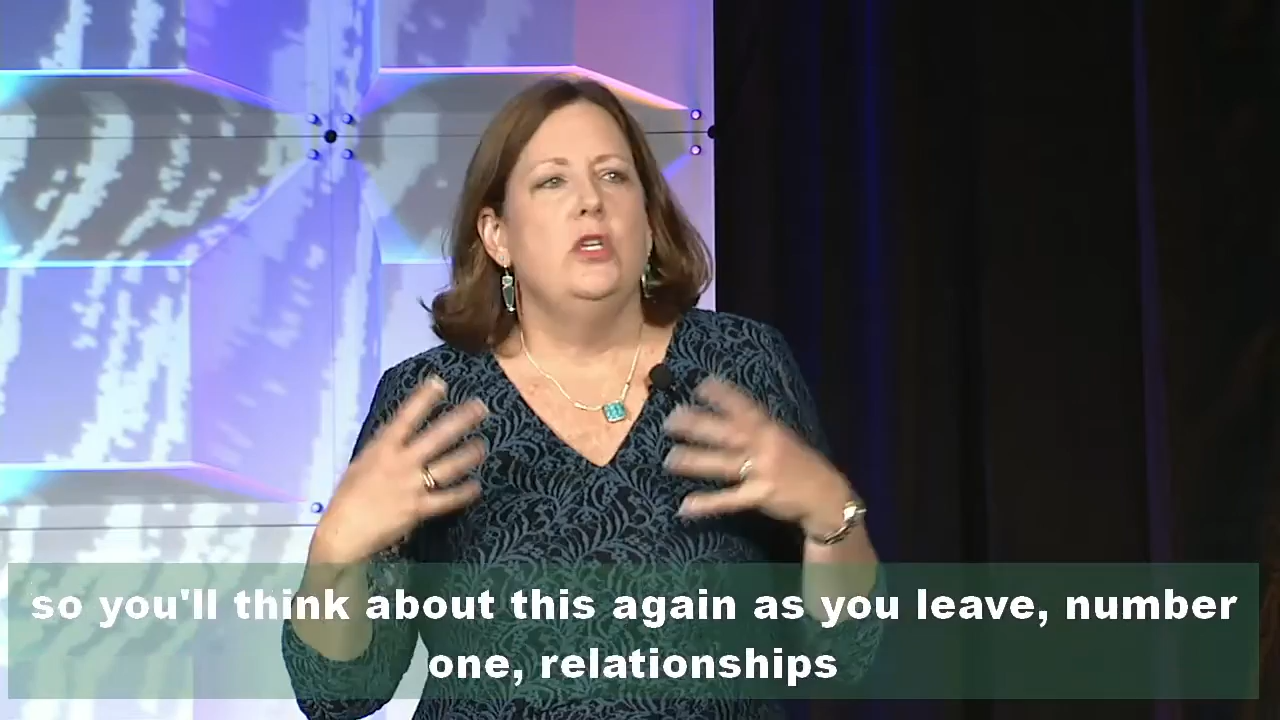 so you'll think about this again as you leave, number
one, relationships